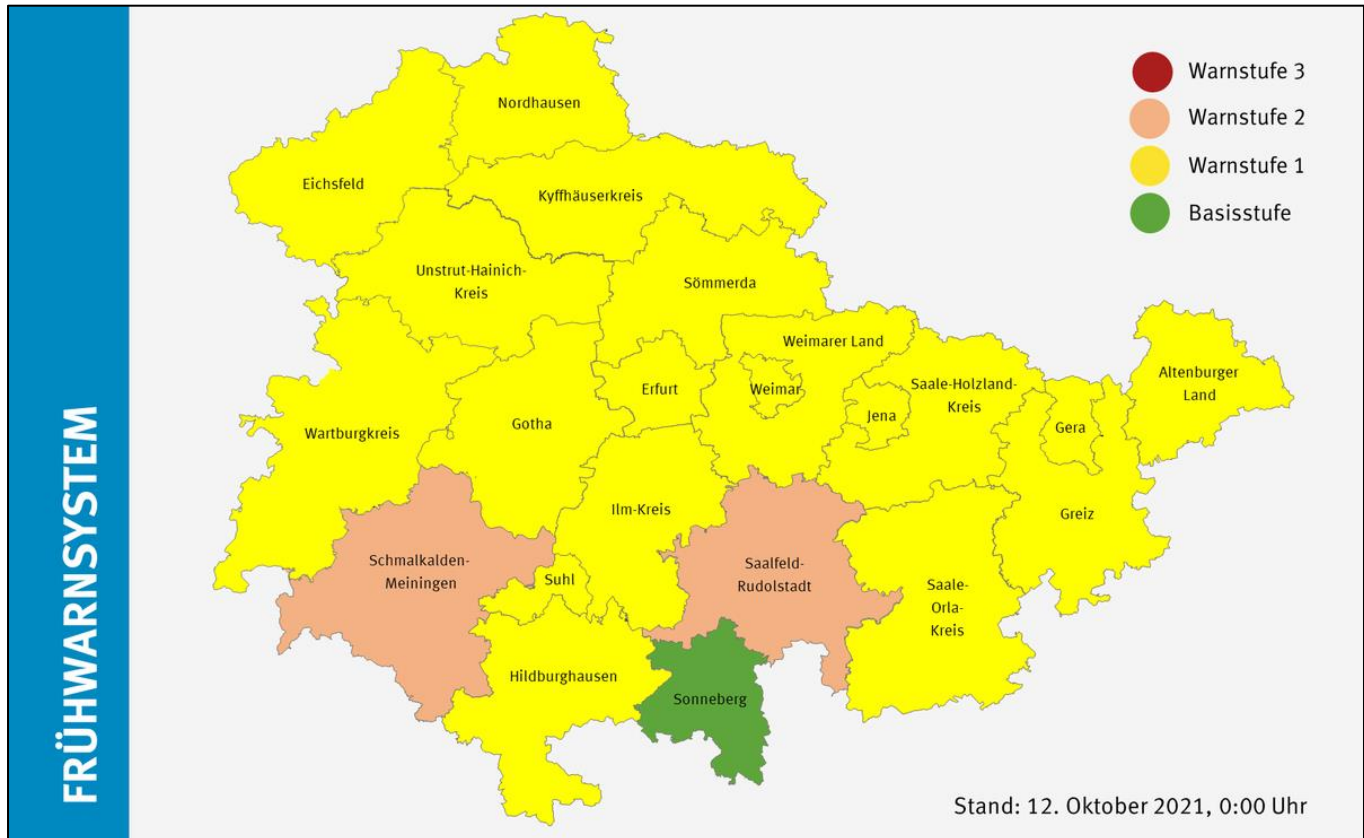 FRÜHWARNSYSTEM
Warnstufe 3
Warnstufe 2
Warnstufe 1
Basisstufe
Nordhausen
Eichsfeld
Kyffhäuserkreis
Unstrut-Hainich-
Kreis
Sömmerda
Weimarer Land
Wartburgkreis
Gotha
Erfurt
Weimar
Jena
Saale-Holzland-
Kreis
Gera
Altenburger
Land
Greiz
Ilm-Kreis
Schmalkalden-
Meiningen
Suhl
Saalfeld-
Rudolstadt
Saale-
Orla-
Kreis
Hildburghausen
Sonneberg
Stand: 12. Oktober 2021, 0:00 Uhr